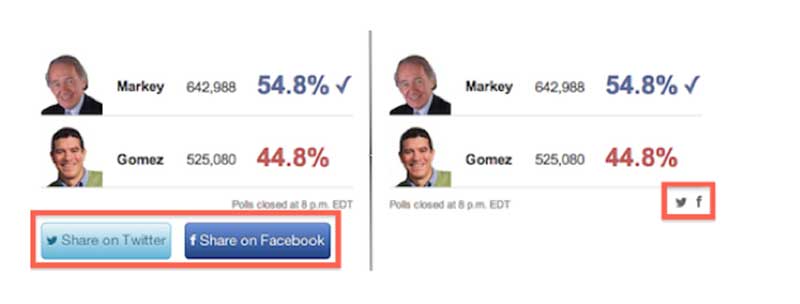 Markey 642,988 54.8% ✓
Gomez 525,080 44.8%
Polls closed at 8 p.m. EDT
Share on Twitter f Share on Facebook
Markey 642,988 54.8% ✓
Gomez 525,080 44.8%
Polls closed at 8 p.m. EDT f